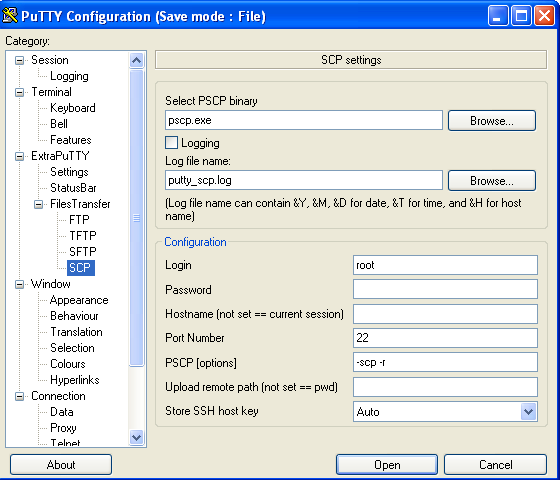 PuTTY Configuration (Save mode : File)
Category:
Session
Logging
Terminal
Keyboard
Bell
Features
ExtraPuTTY
Settings
StatusBar
FilesTransfer
FTP
TFTP
SFTP
SCP
Window
Appearance
Behaviour
Translation
Selection
Colours
Hyperlinks
Connection
Data
Proxy
Telnet
SCP settings
Select PSCP binary
pscp.exe Browse...
Logging
Log file name:
putty_scp.log Browse...
(Log file name can contain &Y, &M, &D for date, &T for time, and &H for host
name)
Configuration
Login root
Password
Hostname (not set == current session)
Port Number 22
PSCP [options] -scp -r
Upload remote path (not set == pwd)
Store SSH host key Auto
About Open Cancel